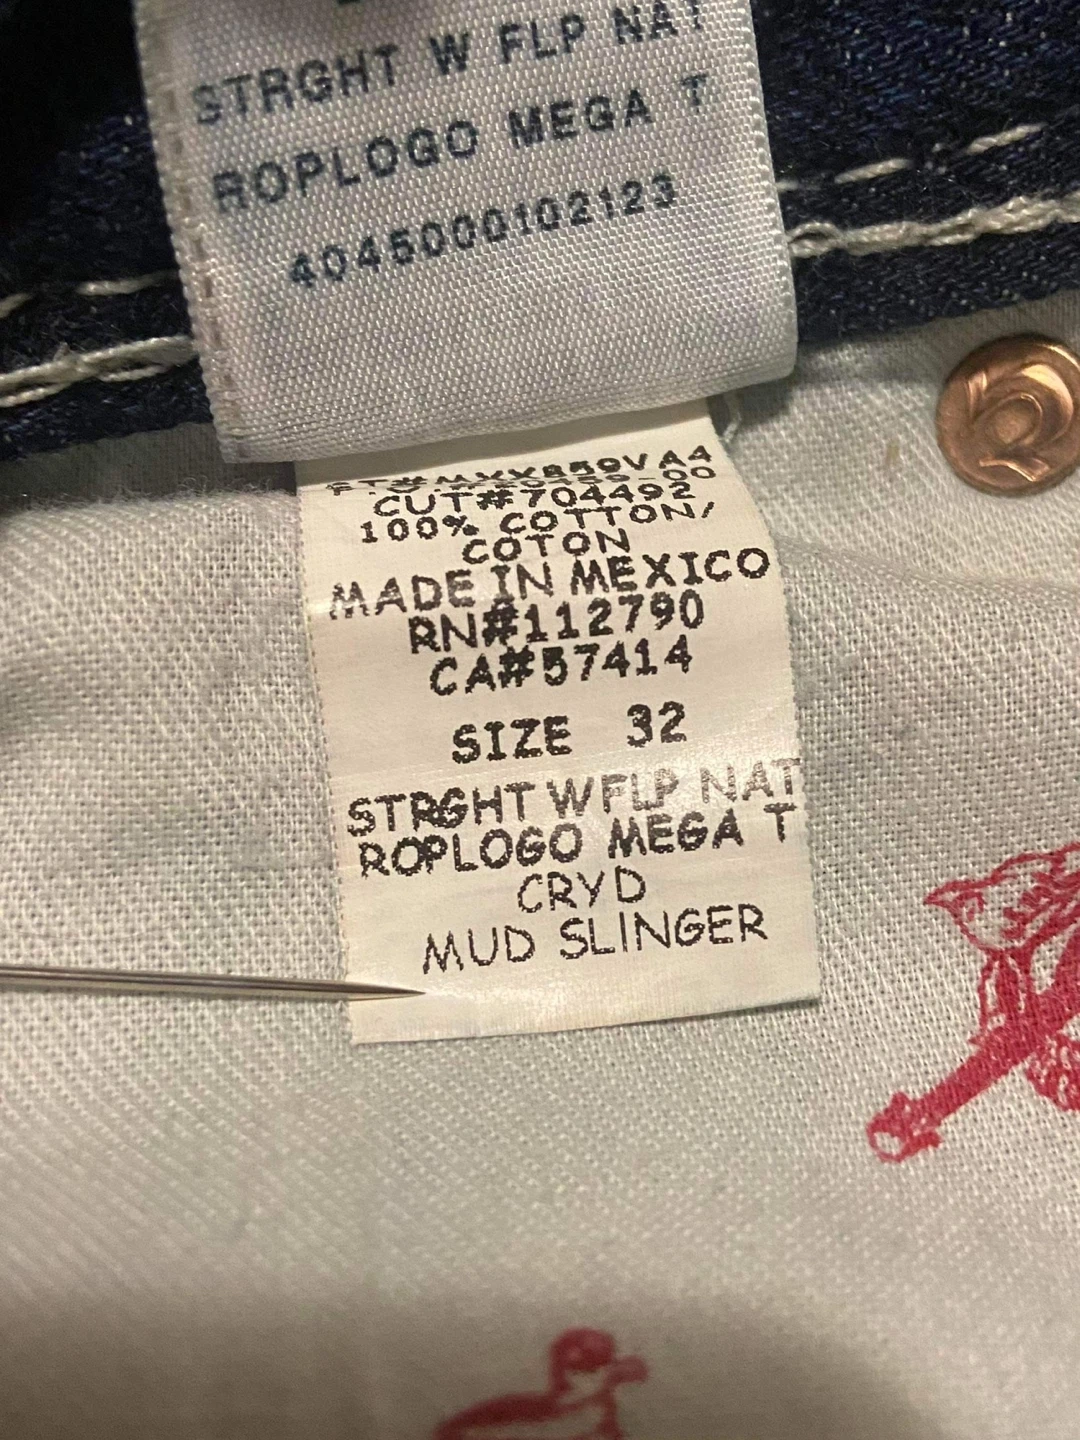 STRGHT W FLP NAT
ROPLOGO MEGA T
4045000102123
CUT#704492
100% COTTON/
COTON
MADE IN MEXICO
RN#112790
CA#57414
SIZE 32
STRGHT W FLP NAT
ROPLOGO MEGA T
CRYD
MUD SLINGER